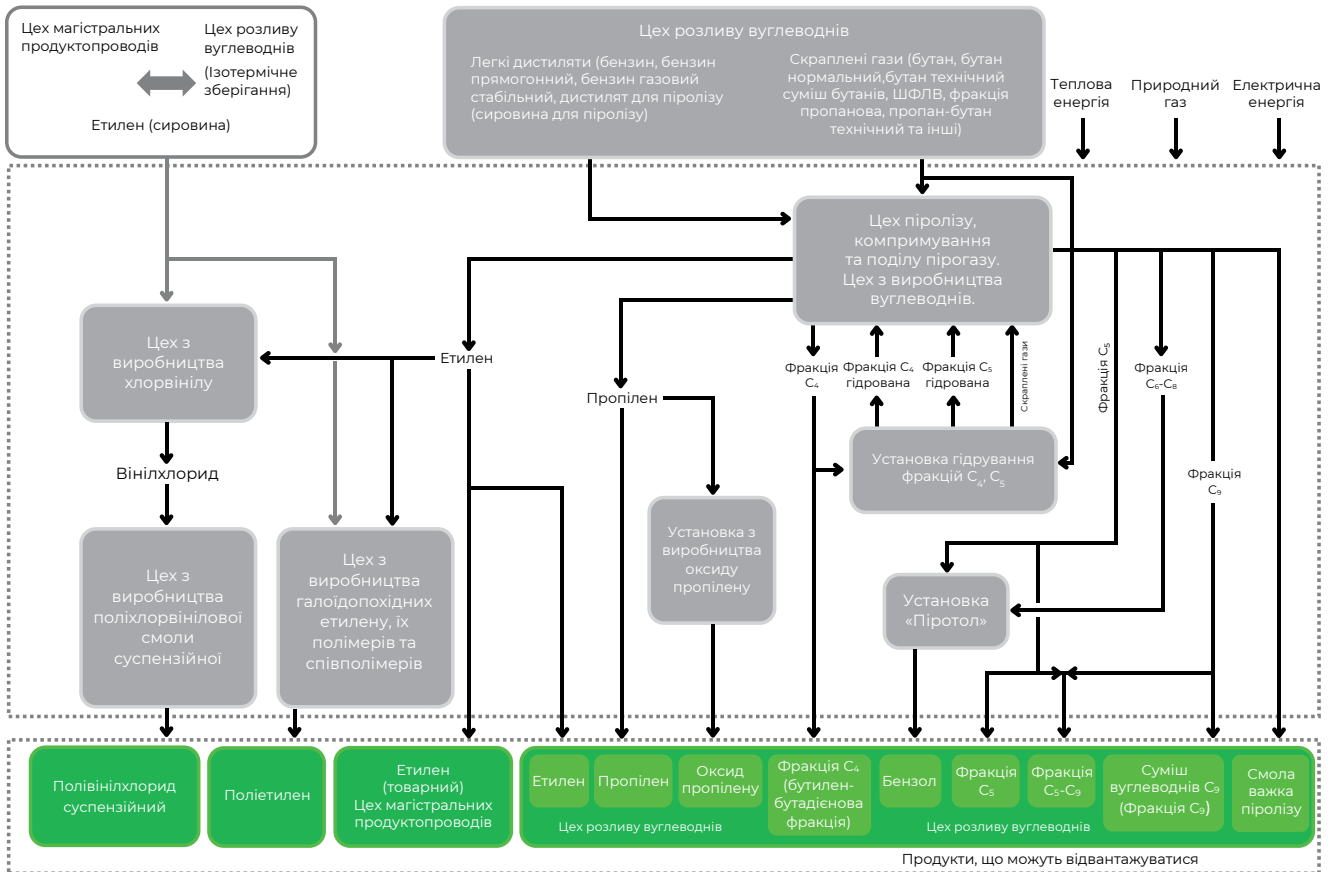 Цех магістральних
продуктопроводів
Цех розливу
вуглеводнів
(Ізотермічне
зберігання)
Етилен (сировина)
Цех розливу вуглеводнів
Легкі дистиляти (бензин, бензин
прямогонний, бензин газовий
стабільний, дистилят для піролізу
(сировина для піролізу)
Скраплені гази (бутан, бутан
нормальний,бутан технічний
суміш бутанів, ШФЛВ, фракція
пропанова, пропан-бутан
технічний та інші)
Теплова
енергія
Природний
газ
Електрична
енергія
Цех піролізу,
компримування
та поділу пірогазу.
Цех з виробництва
вуглеводнів.
Цех з
виробництва
хлорвінілу
Етилен
Пропілен
Фракція
C₄
Фракція C₄
гідрована
Фракція C₅
гідрована
Скраплені гази
Фракція C₅
Фракція
C₆-C₈
Вінілхлорид
Установка гідрування
фракцій C₄, C₅
Фракція
C₉
Цех з
виробництва
поліхлорвінілової
смоли
суспензійної
Цех з
виробництва
галоїдопохідних
етилену, їх
полімерів та
співполімерів
Установка з
виробництва
оксиду
пропілену
Установка
«Піротол»
Полівінілхлорид
суспензійний
Поліетилен
Етилен
(товарний)
Цех магістральних
продуктопроводів
Етилен
Пропілен
Оксид
пропілену
Фракція C₄
(бутилен-
бутадієнова
фракція)
Бензол
Фракція
C₅
Фракція
C₅-C₉
Суміш
вуглеводнів C₉
(Фракція C₉)
Смола
важка
піролізу
Цех розливу вуглеводнів
Цех розливу вуглеводнів
Продукти, що можуть відвантажуватися